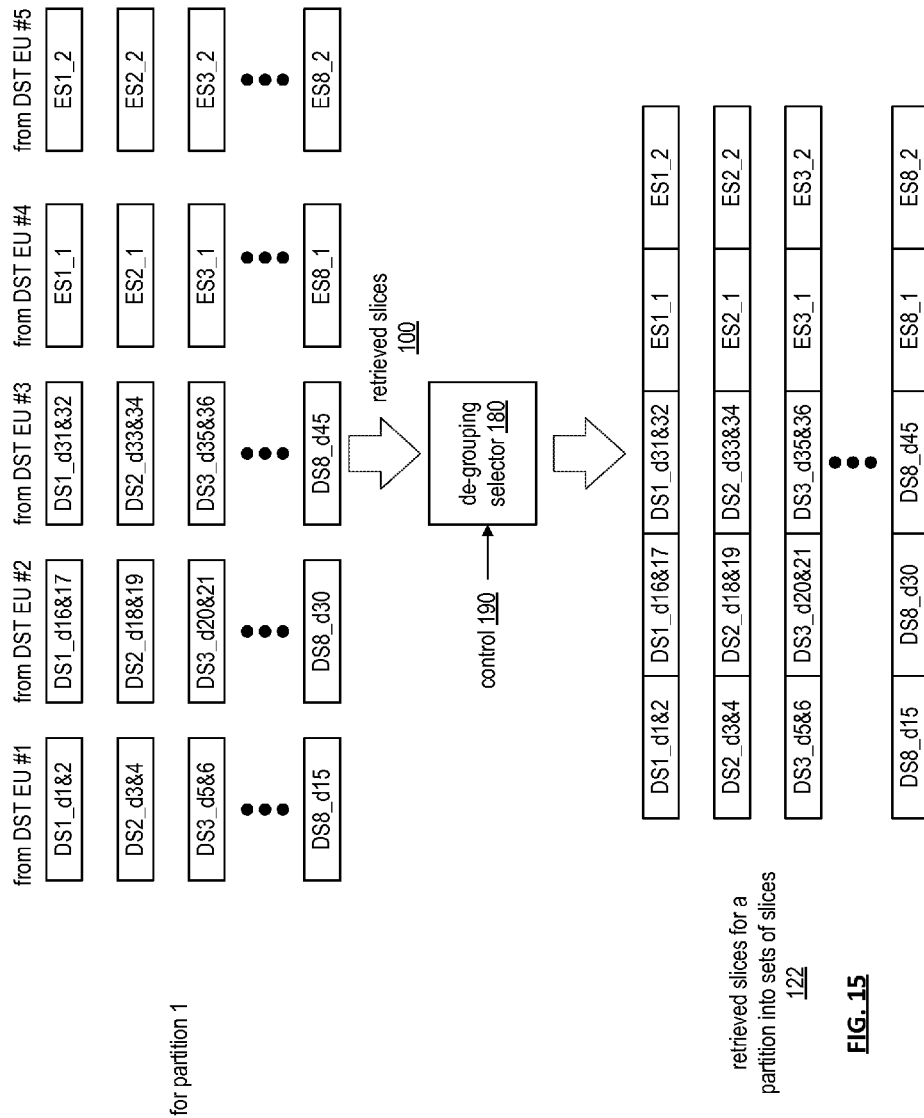 for partition 1
from DST EU #1
from DST EU #2
from DST EU #3
from DST EU #4
from DST EU #5
DS1_d1&2
DS1_d16&17
DS1_d31&32
ES1_1
ES1_2
DS2_d3&4
DS2_d18&19
DS2_d33&34
ES2_1
ES2_2
DS3_d5&6
DS3_d20&21
DS3_d35&36
ES3_1
ES3_2
DS8_d15
DS8_d30
DS8_d45
ES8_1
ES8_2
retrieved slices
100
control 190
de-grouping
selector 180
retrieved slices for a
partition into sets of slices
122
DS1_d1&2
DS1_d16&17
DS1_d31&32
ES1_1
ES1_2
DS2_d3&4
DS2_d18&19
DS2_d33&34
ES2_1
ES2_2
DS3_d5&6
DS3_d20&21
DS3_d35&36
ES3_1
ES3_2
DS8_d15
DS8_d30
DS8_d45
ES8_1
ES8_2
FIG. 15